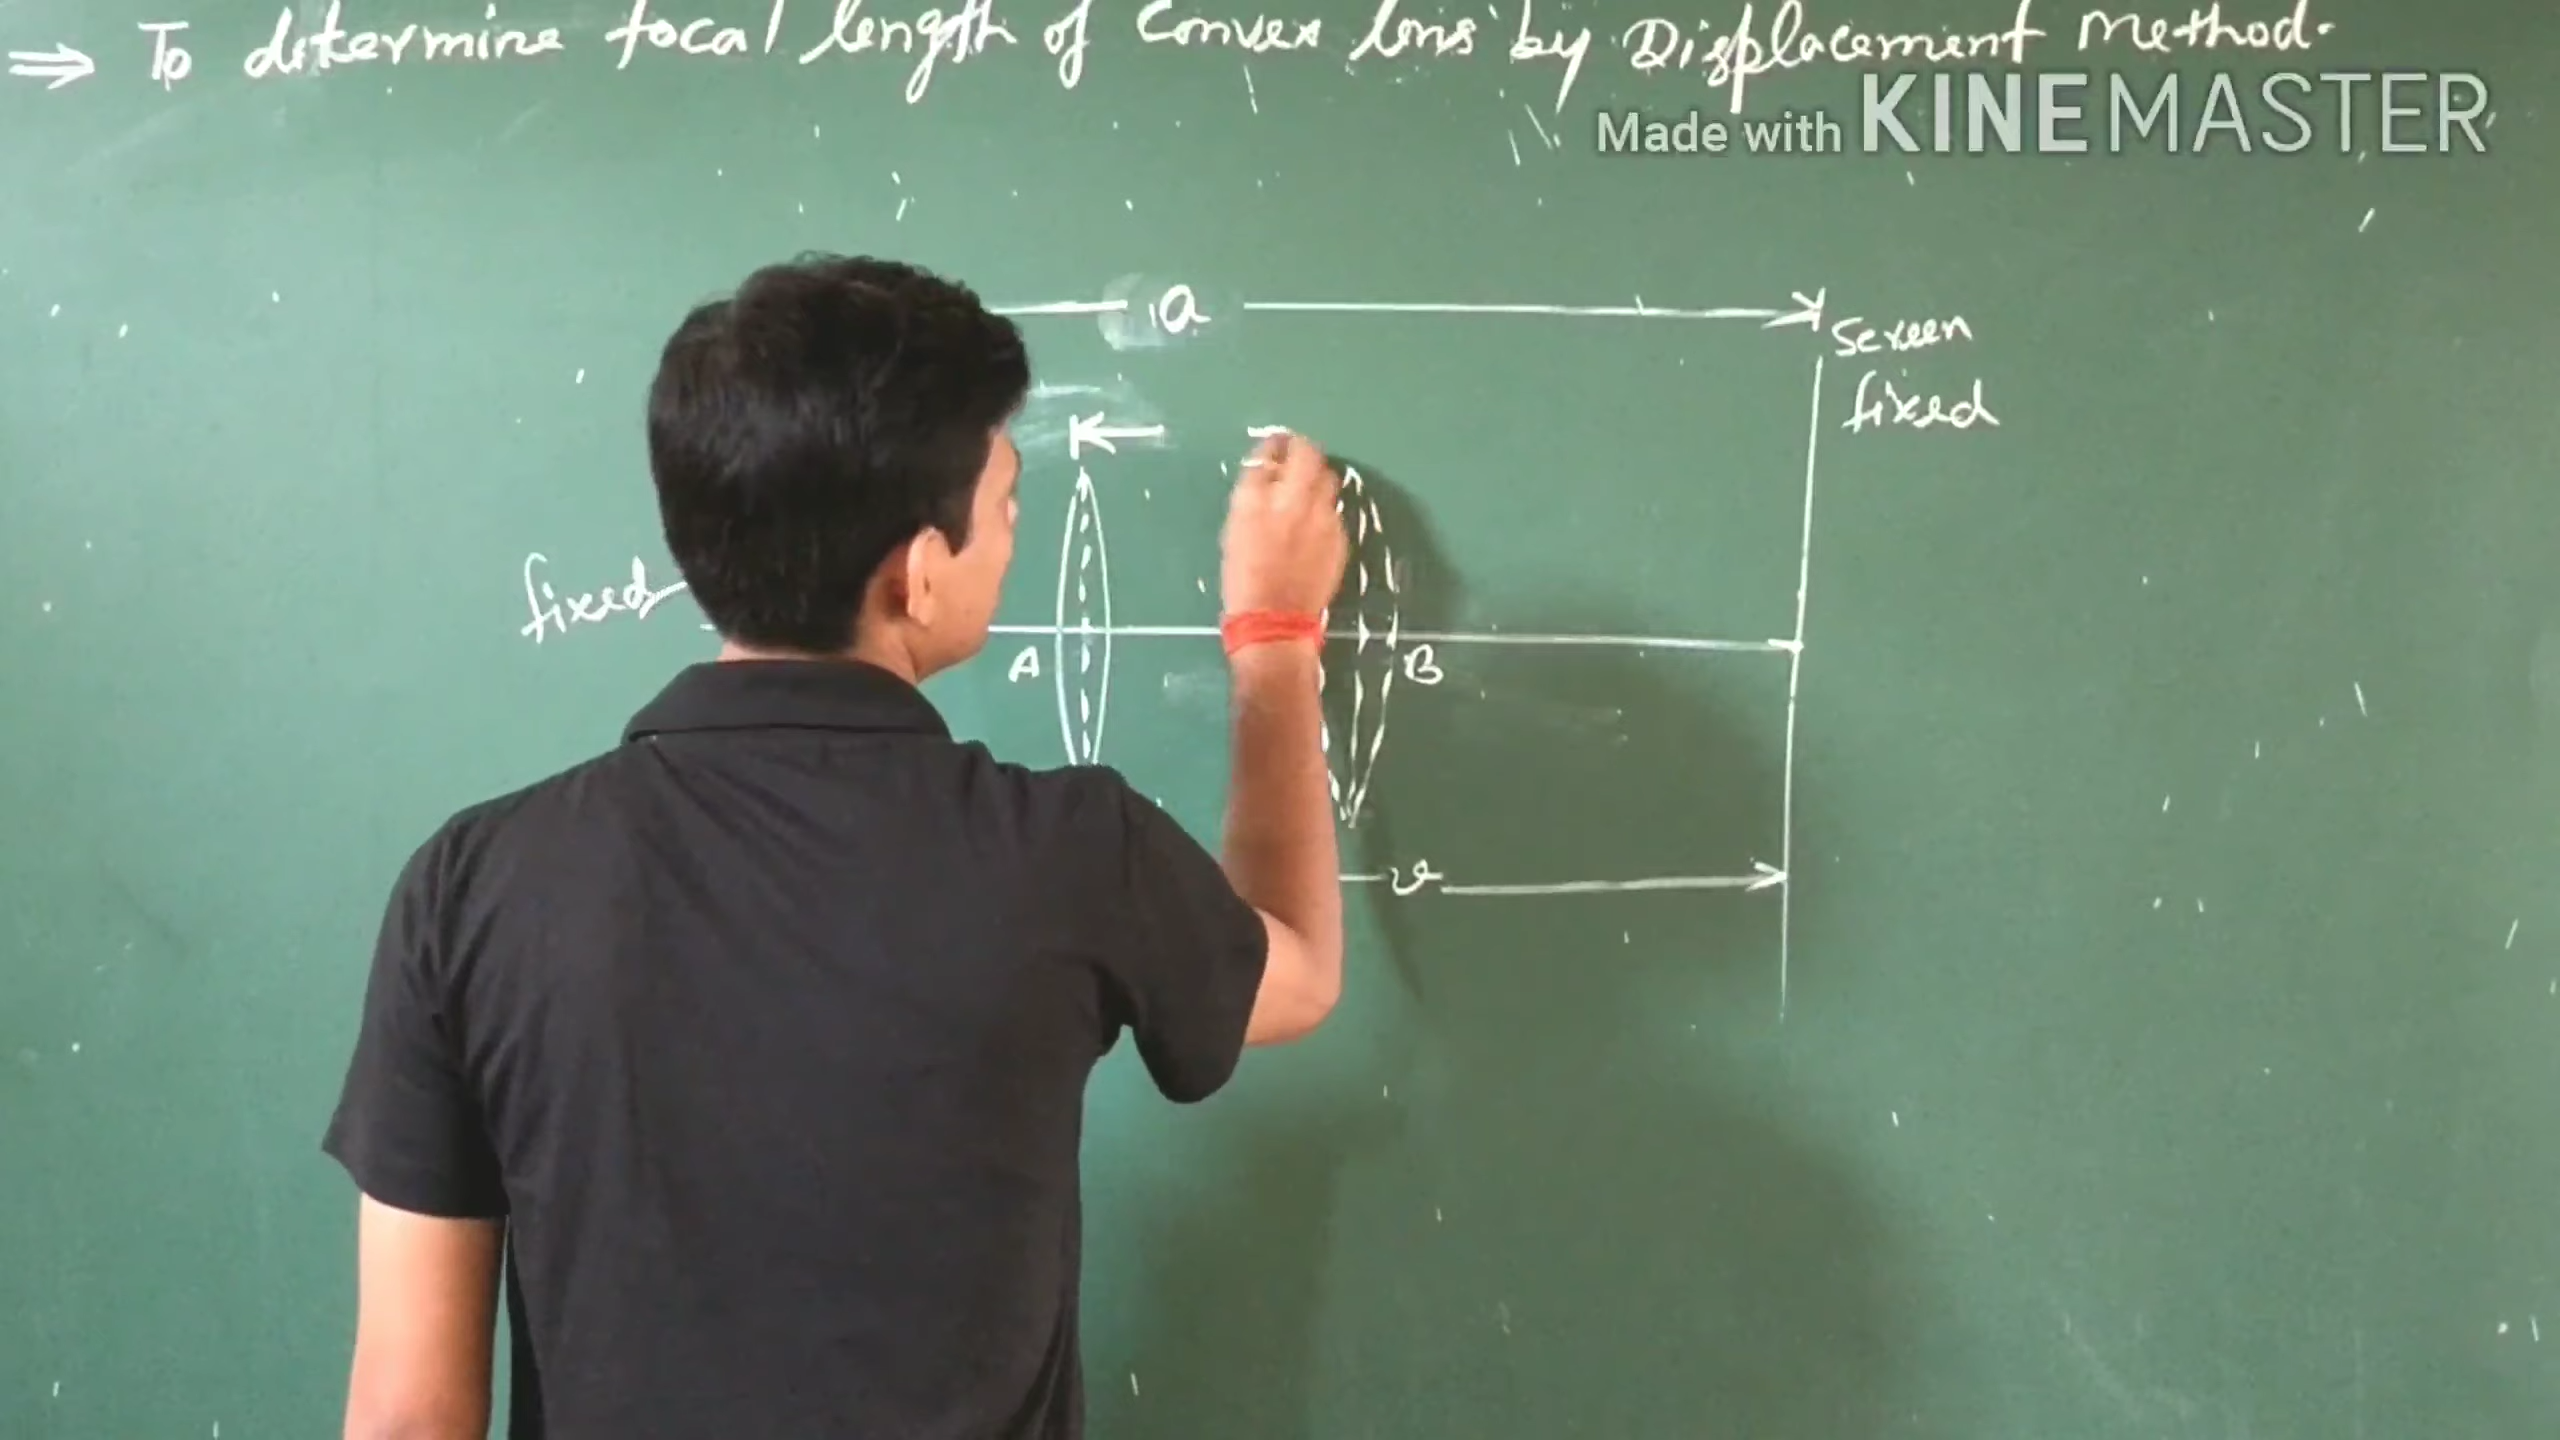 ⇒ To determine focal length of Convex lens by Displacement Method.
Made with KINEMASTER
a
Screen
fixed
fixed
A
B
v